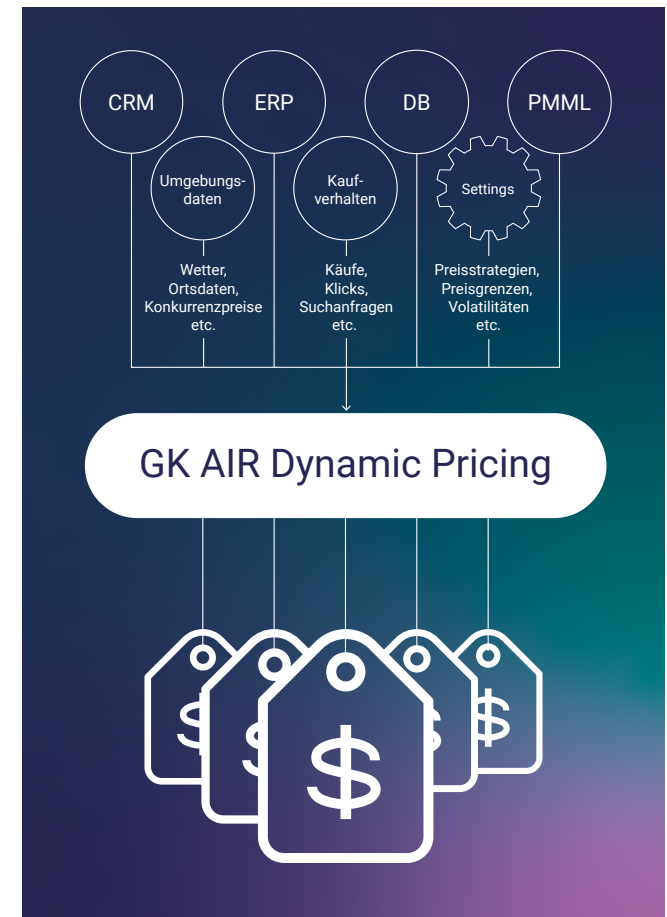 CRM
ERP
DB
PMML
Umgebungs-
daten
Kauf-
verhalten
Settings
Wetter,
Ortsdaten,
Konkurrenzpreise
etc.
Käufe,
Klicks,
Suchanfragen
etc.
Preisstrategien,
Preisgrenzen,
Volatilitäten
etc.
GK AIR Dynamic Pricing
$
$
$
$
$